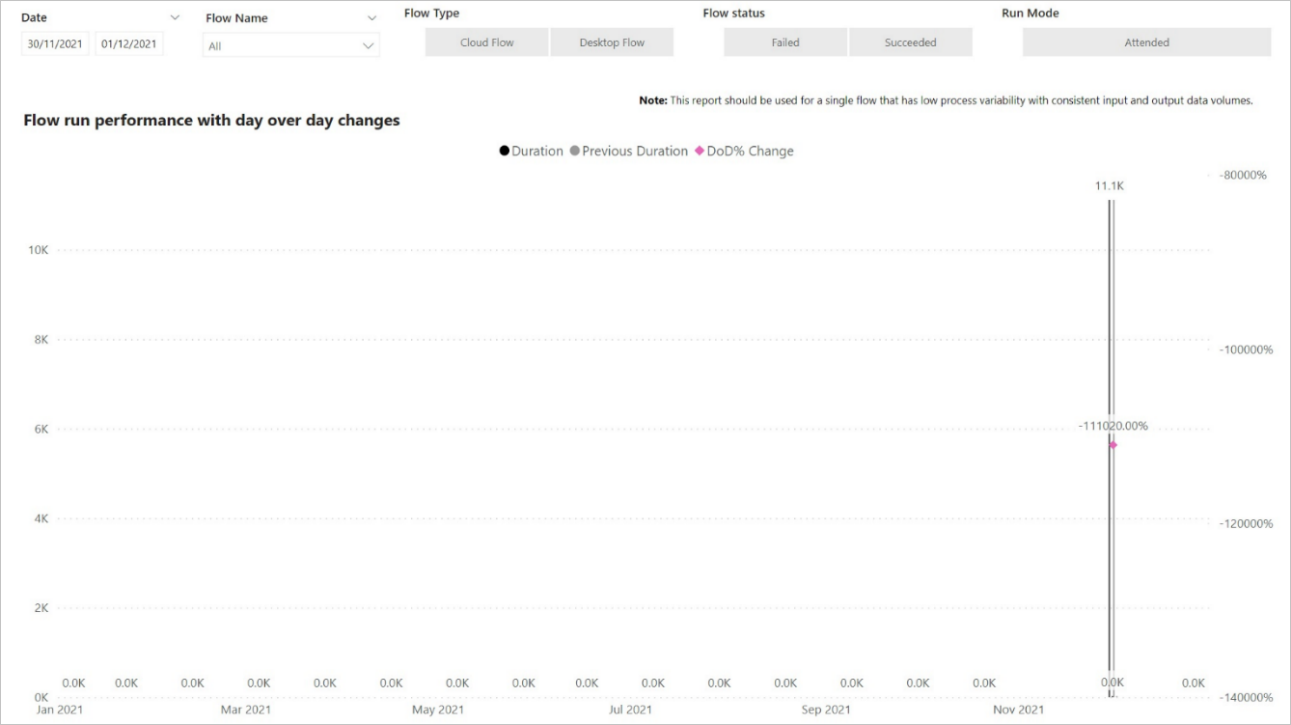 Date
Flow Name
Flow Type
Flow status
Run Mode
30/11/2021 01/12/2021
All
Cloud Flow
Desktop Flow
Failed
Succeeded
Attended
Note: This report should be used for a single flow that has low process variability with consistent input and output data volumes.
Flow run performance with day over day changes
Duration Previous Duration DoD% Change
-80000%
11.1K
10K
8K
-100000%
6K
-111020.00%
4K
-120000%
2K
0.0K 0.0K 0.0K 0.0K 0.0K 0.0K 0.0K 0.0K 0.0K 0.0K 0.0K 0.0K 0.0K 0.0K 0.0K 0.0K 0.0K
0K
-140000%
Jan 2021 Mar 2021 May 2021 Jul 2021 Sep 2021 Nov 2021